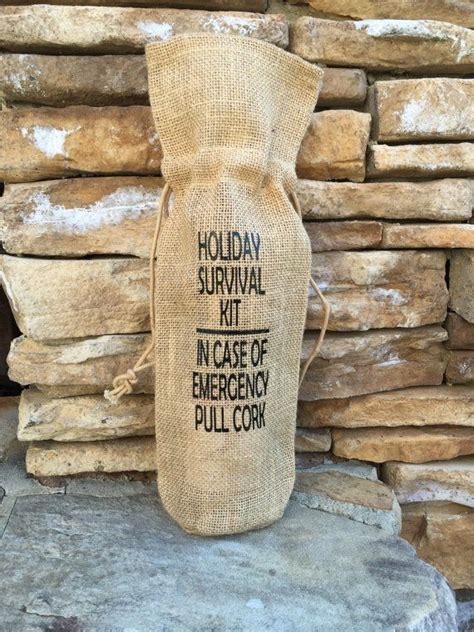 HOLIDAY
SURVIVAL
KIT
IN CASE OF
EMERGENCY
PULL CORK